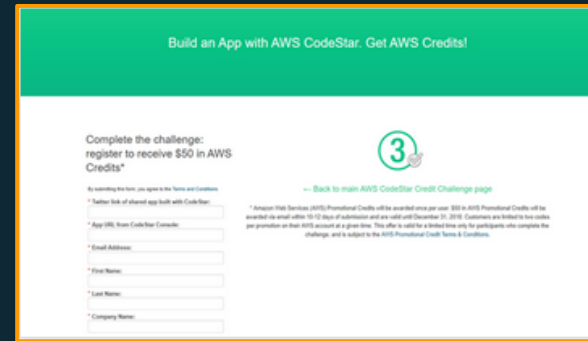 Build an App with AWS CodeStar. Get AWS Credits!
Complete the challenge:
register to receive $50 in AWS
Credits*
By submitting this form, you agree to the Terms and Conditions.
* Twitter link of shared app built with CodeStar:
* App URL from CodeStar Console:
* Email Address:
* First Name:
* Last Name:
* Company Name:
3
← Back to main AWS CodeStar Credit Challenge page
* Amazon Web Services (AWS) Promotional Credits will be awarded once per user. $50 in AWS Promotional Credits will be
awarded via email within 10-12 days of submission and are valid until December 31, 2018. Customers are limited to two codes
per promotion on their AWS account at a given time. This offer is valid for a limited time only for participants who complete the
challenge, and is subject to the AWS Promotional Credit Terms & Conditions.